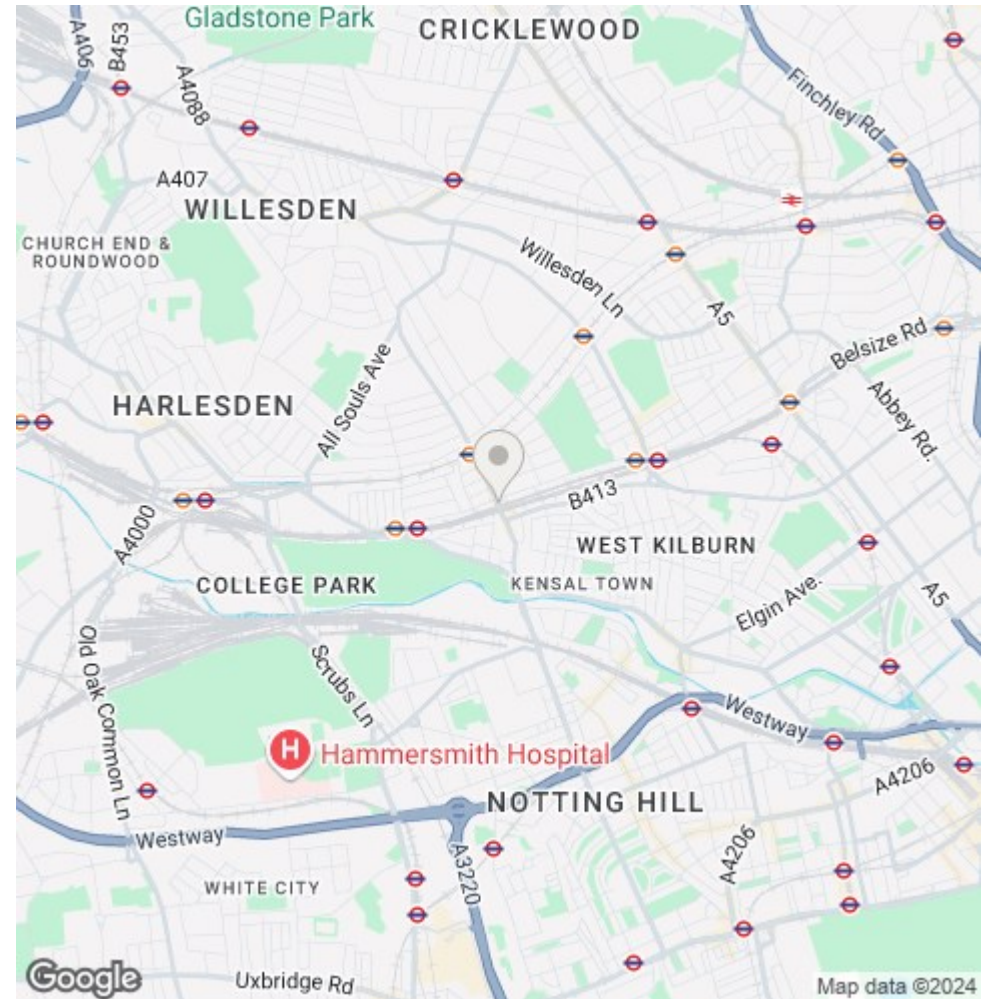 Gladstone Park
CRICKLEWOOD
A406
B453
A4088
Finchley Rd
A407
WILLESDEN
CHURCH END &
ROUNDWOOD
Willesden Ln
A5
Belsize Rd
All Souls Ave
HARLESDEN
Abbey Rd.
B413
A4000
WEST KILBURN
COLLEGE PARK
KENSAL TOWN
Elgin Ave.
A5
Old Oak Common Ln
Scrubs Ln
Westway
H Hammersmith Hospital
A4206
NOTTING HILL
Westway
A3220
A4206
WHITE CITY
Uxbridge Rd
Google
Map data ©2024